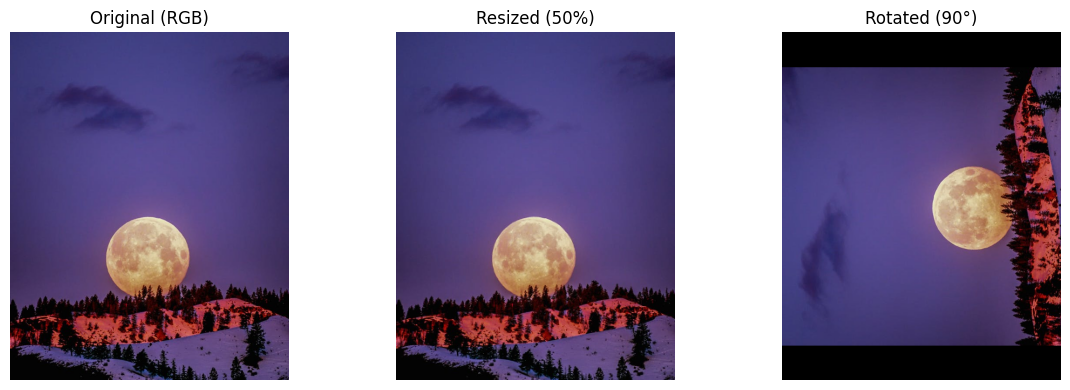 Original (RGB)
Resized (50%)
Rotated (90°)